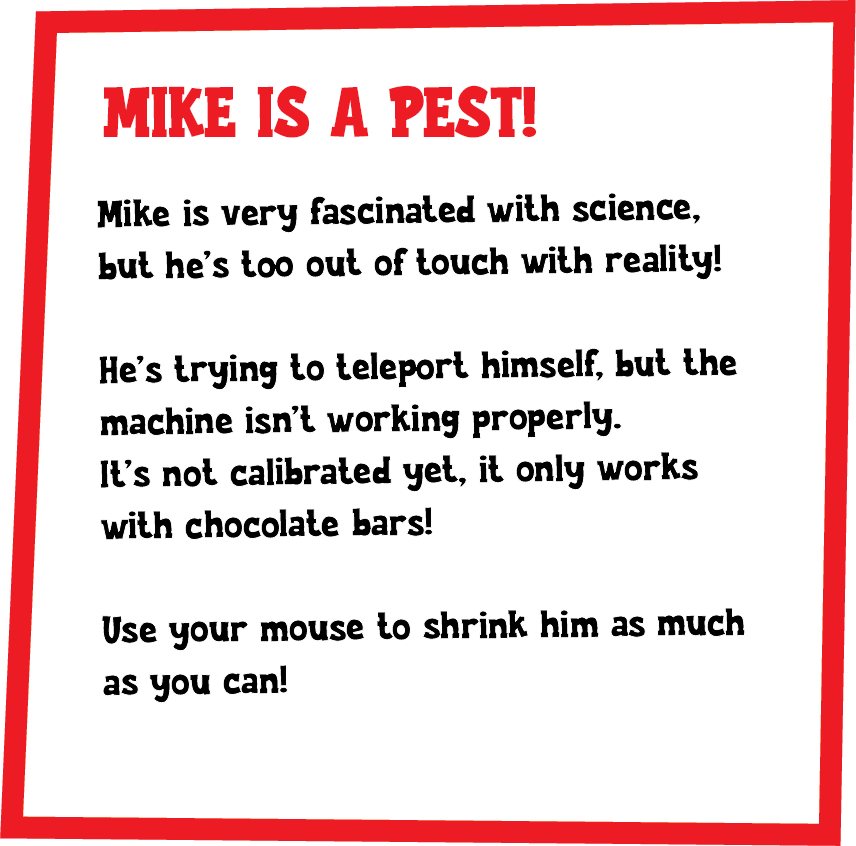 MIKE IS A PEST!
Mike is very fascinated with science,
but he's too out of touch with reality!
He's trying to teleport himself, but the
machine isn't working properly.
It's not calibrated yet, it only works
with chocolate bars!
Use your mouse to shrink him as much
as you can!